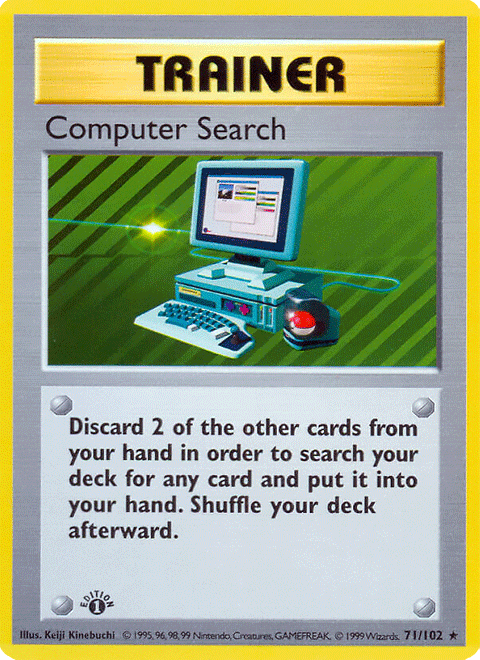 TRAINER
Computer Search
Discard 2 of the other cards from
your hand in order to search your
deck for any card and put it into
your hand. Shuffle your deck
afterward.
EDITION
1
Illus. Keiji Kinebuchi © 1995, 96, 98, 99 Nintendo, Creatures, GAMEFREAK. © 1999 Wizards. 71/102 ★